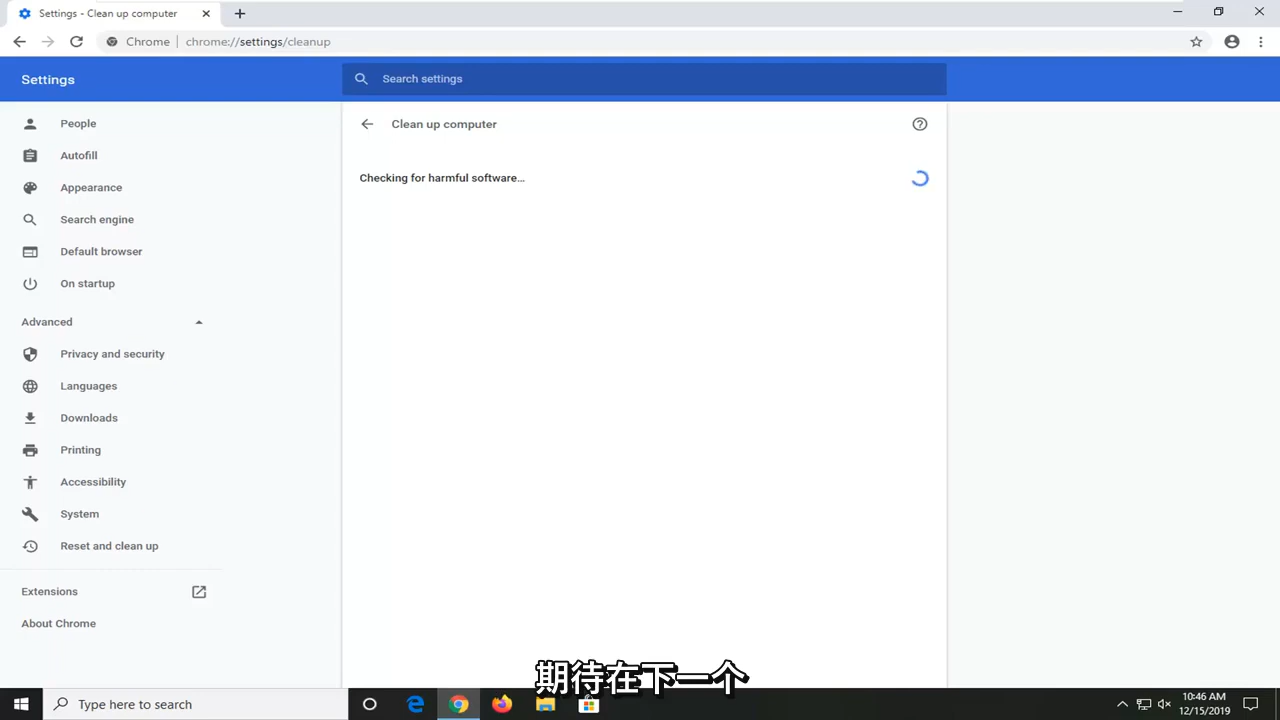 Settings - Clean up computer
Chrome | chrome://settings/cleanup
Settings
Search settings
People
Autofill
Appearance
Search engine
Default browser
On startup
Advanced
Privacy and security
Languages
Downloads
Printing
Accessibility
System
Reset and clean up
Extensions
About Chrome
Clean up computer
Checking for harmful software...
期待在下一个
Type here to search
10:46 AM
12/15/2019